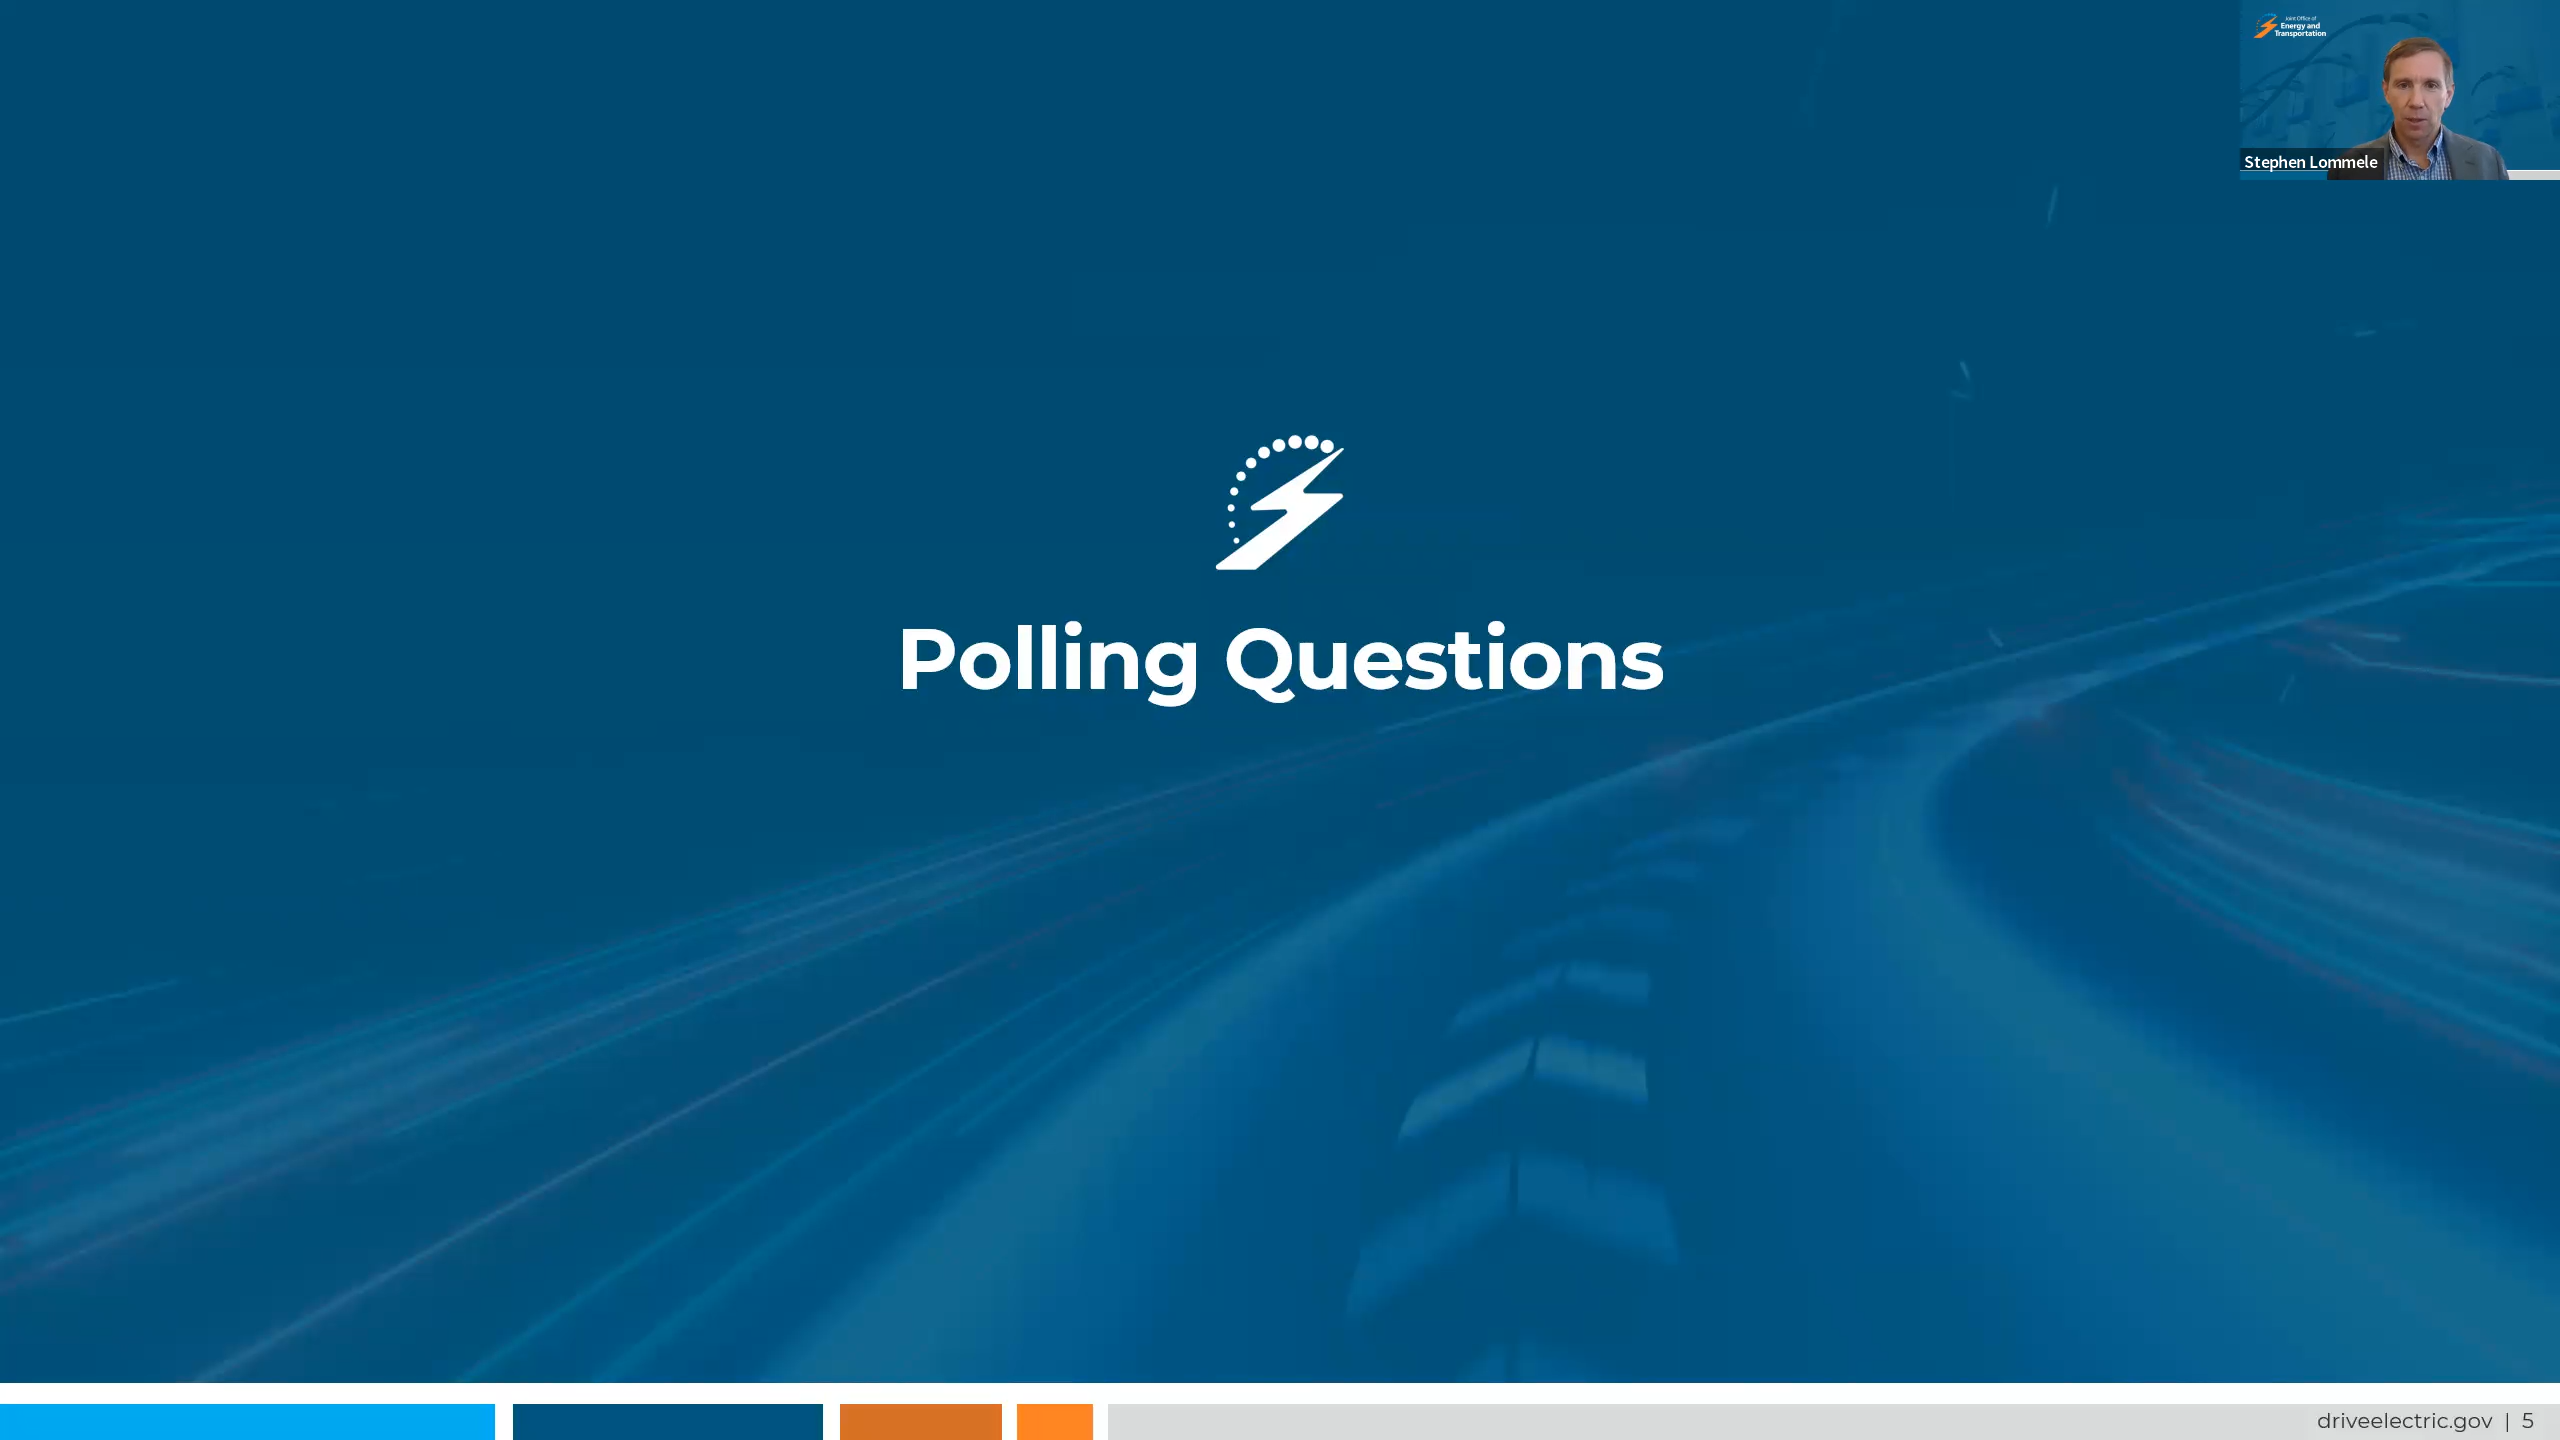 Joint Office of
Energy and
Transportation
Stephen Lommele
Polling Questions
driveelectric.gov | 5